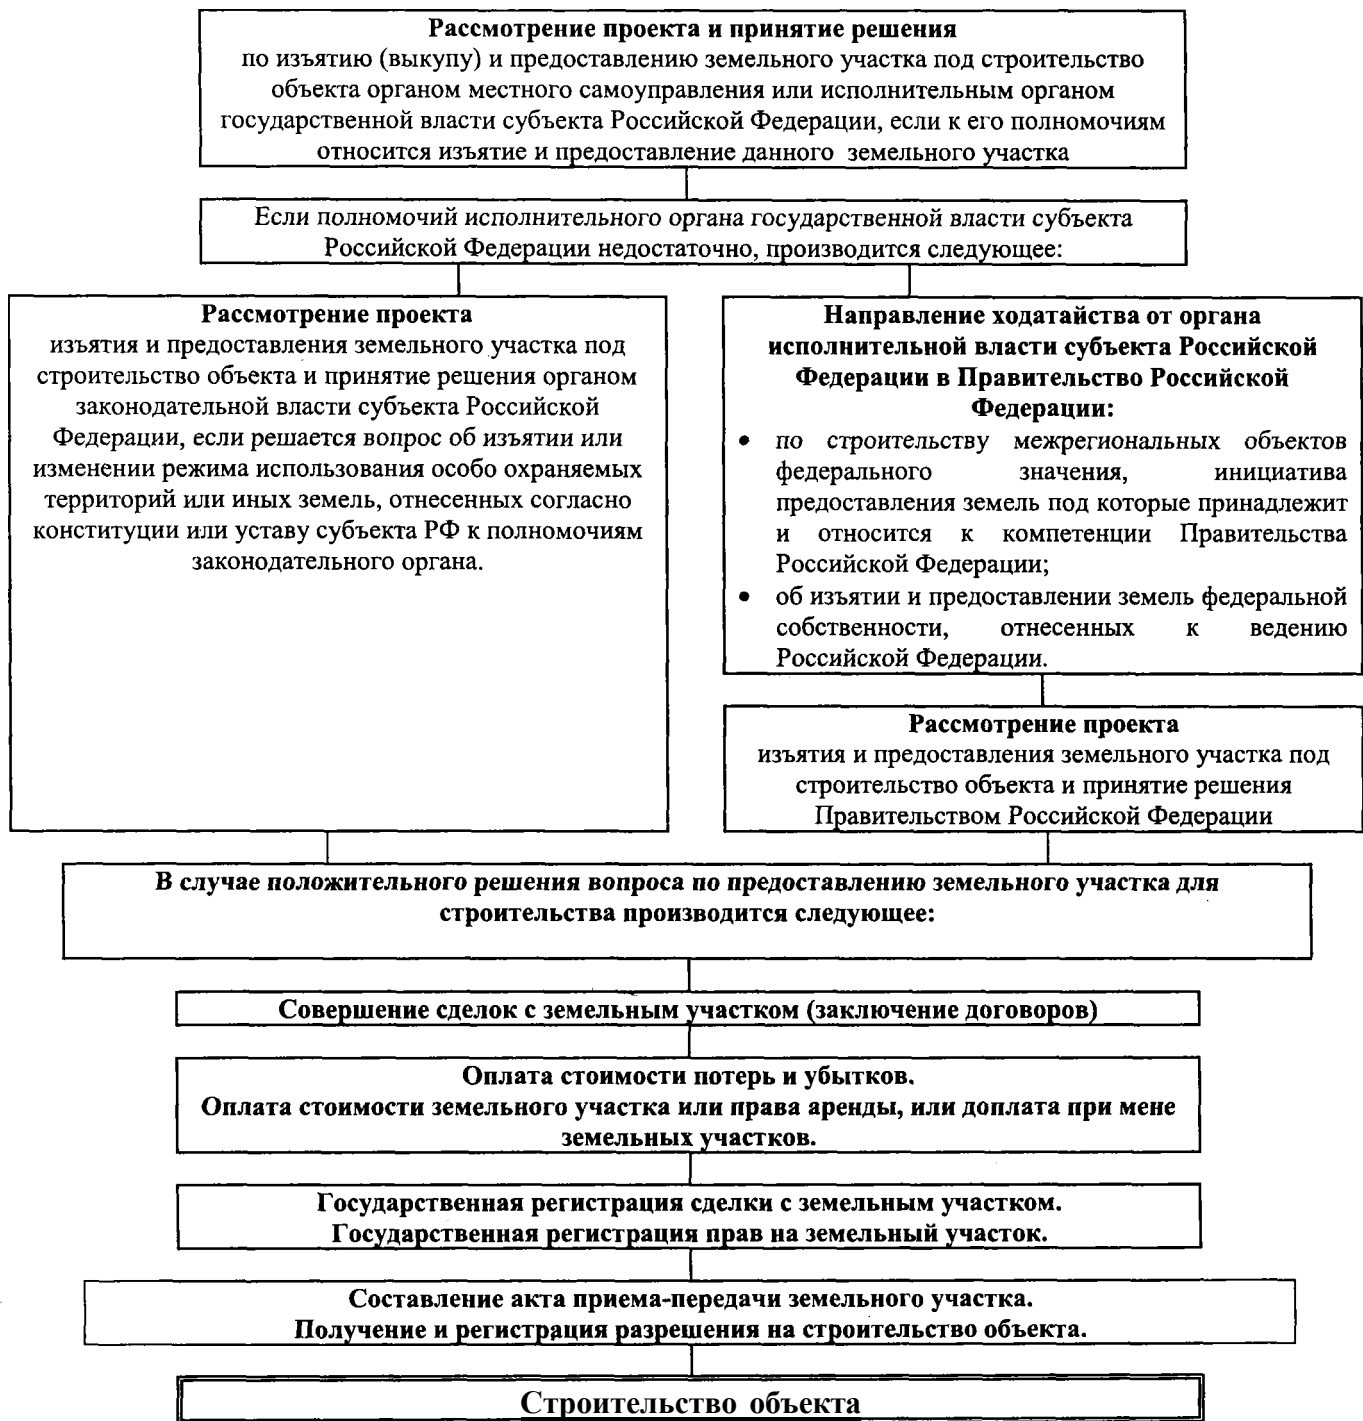 Рассмотрение проекта и принятие решения
по изъятию (выкупу) и предоставлению земельного участка под строительство
объекта органом местного самоуправления или исполнительным органом
государственной власти субъекта Российской Федерации, если к его полномочиям
относится изъятие и предоставление данного земельного участка
Если полномочий исполнительного органа государственной власти субъекта
Российской Федерации недостаточно, производится следующее:
Рассмотрение проекта
изъятия и предоставления земельного участка под
строительство объекта и принятие решения органом
законодательной власти субъекта Российской
Федерации, если решается вопрос об изъятии или
изменении режима использования особо охраняемых
территорий или иных земель, отнесенных согласно
конституции или уставу субъекта РФ к полномочиям
законодательного органа.
Направление ходатайства от органа
исполнительной власти субъекта Российской
Федерации в Правительство Российской
Федерации:
• по строительству межрегиональных объектов
федерального значения, инициатива
предоставления земель под которые принадлежит
и относится к компетенции Правительства
Российской Федерации;
• об изъятии и предоставлении земель федеральной
собственности, отнесенных к ведению
Российской Федерации.
Рассмотрение проекта
изъятия и предоставления земельного участка под
строительство объекта и принятие решения
Правительством Российской Федерации
В случае положительного решения вопроса по предоставлению земельного участка для
строительства производится следующее:
Совершение сделок с земельным участком (заключение договоров)
Оплата стоимости потерь и убытков.
Оплата стоимости земельного участка или права аренды, или доплата при мене
земельных участков.
Государственная регистрация сделки с земельным участком.
Государственная регистрация прав на земельный участок.
Составление акта приема-передачи земельного участка.
Получение и регистрация разрешения на строительство объекта.
Строительство объекта